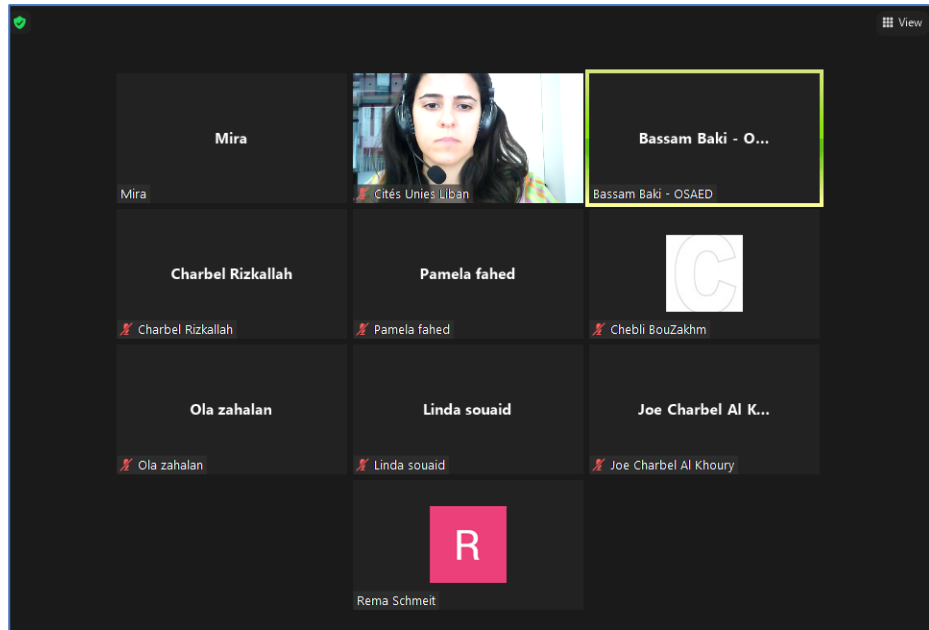 View
Mira
Mira
Cités Unies Liban
Bassam Baki - O...
Bassam Baki - OSAED
Charbel Rizkallah
Charbel Rizkallah
Pamela fahed
Pamela fahed
C
Chebli BouZakhm
Ola zahalan
Ola zahalan
Linda souaid
Linda souaid
Joe Charbel Al K...
Joe Charbel Al Khoury
R
Rema Schmeit